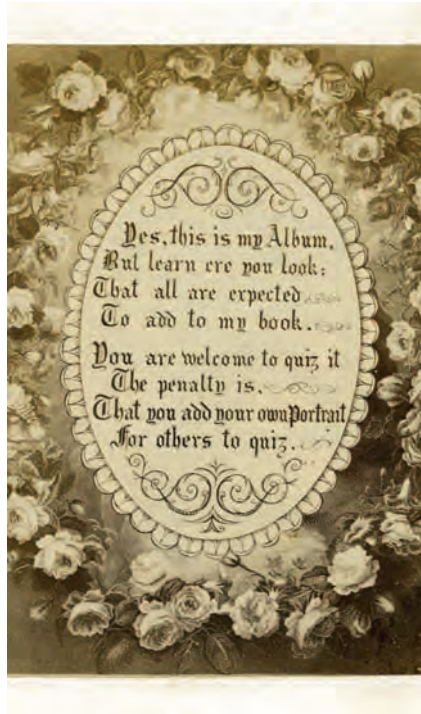 Yes, this is my Album,
But learn ere you look;
That all are expected
To add to my book.
You are welcome to quiz it
The penalty is,
That you add your own Portrait
For others to quiz.